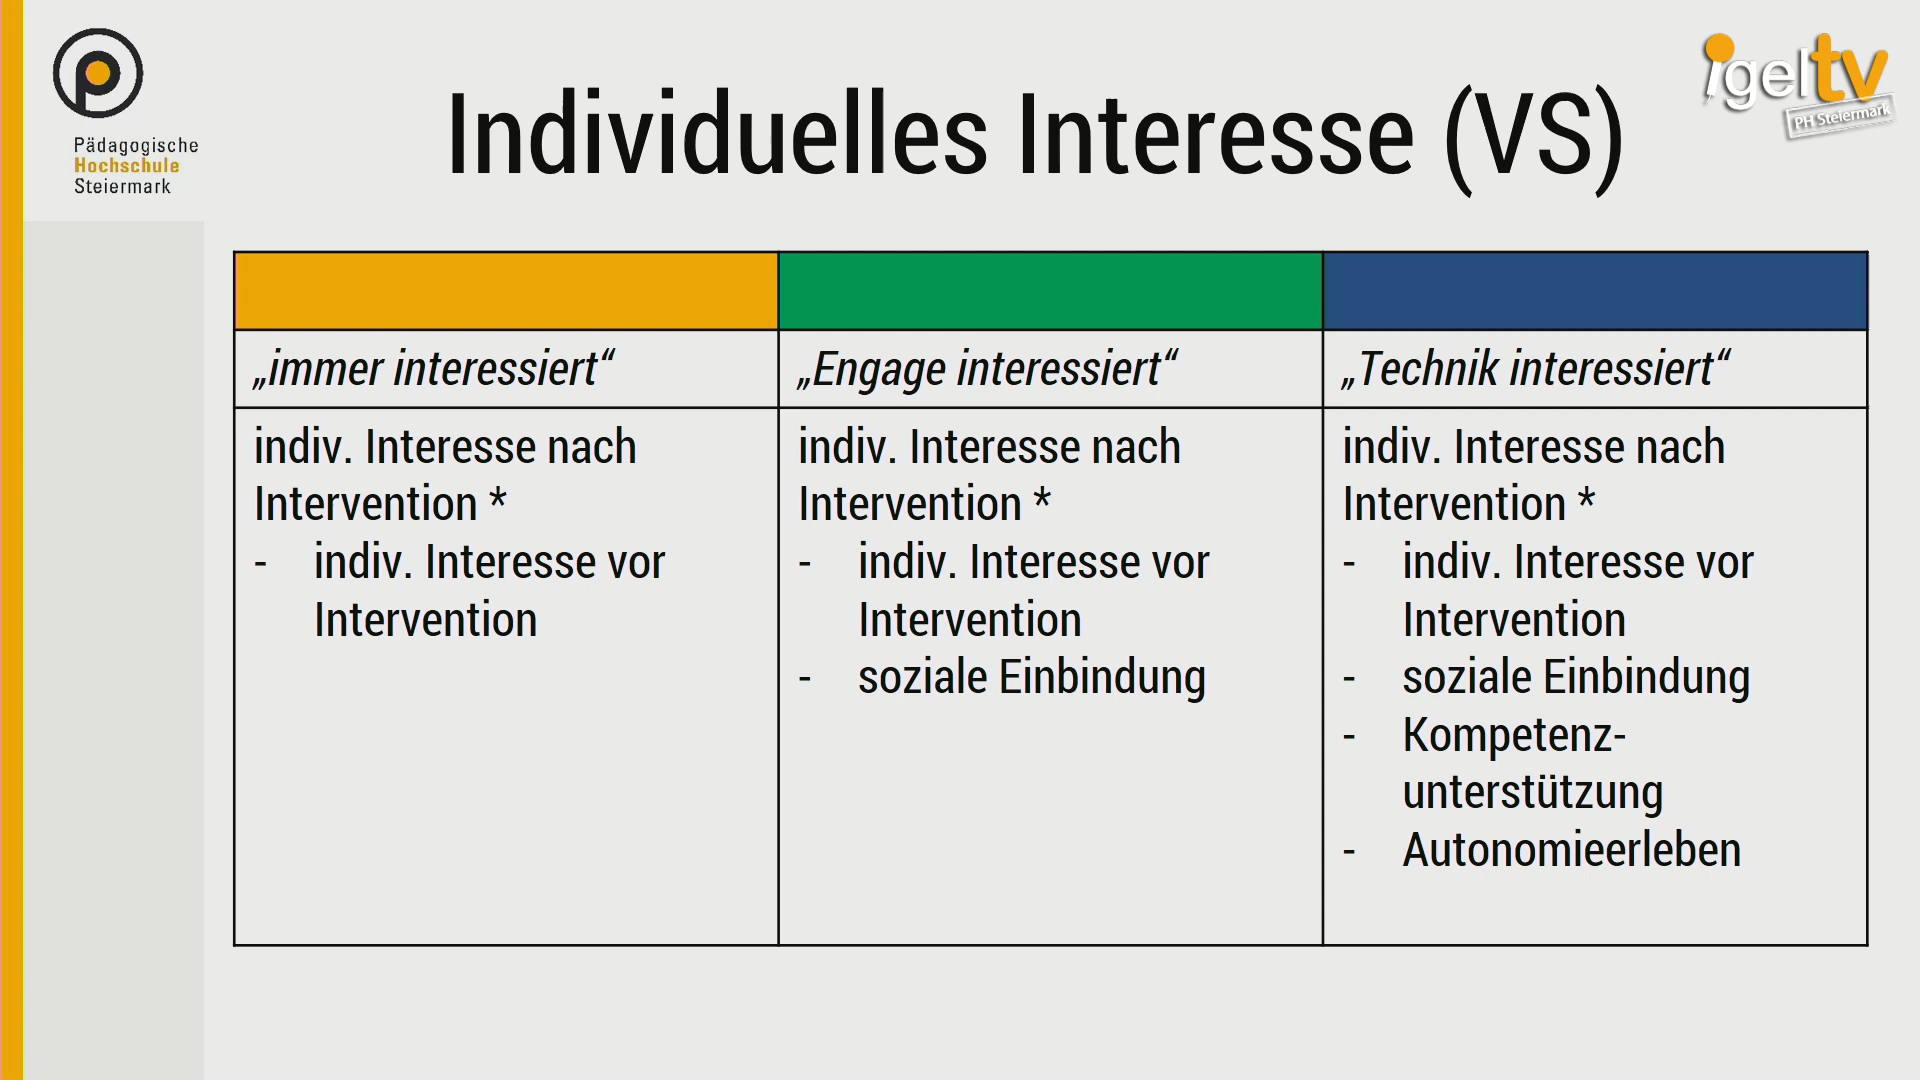 Pädagogische
Hochschule
Steiermark
Individuelles Interesse (VS)
igeltv
PH Steiermark
„immer interessiert“
„Engage interessiert“
„Technik interessiert“
indiv. Interesse nach
Intervention *
- indiv. Interesse vor
Intervention
indiv. Interesse nach
Intervention *
- indiv. Interesse vor
Intervention
- soziale Einbindung
indiv. Interesse nach
Intervention *
- indiv. Interesse vor
Intervention
- soziale Einbindung
- Kompetenz-
unterstützung
- Autonomieerleben